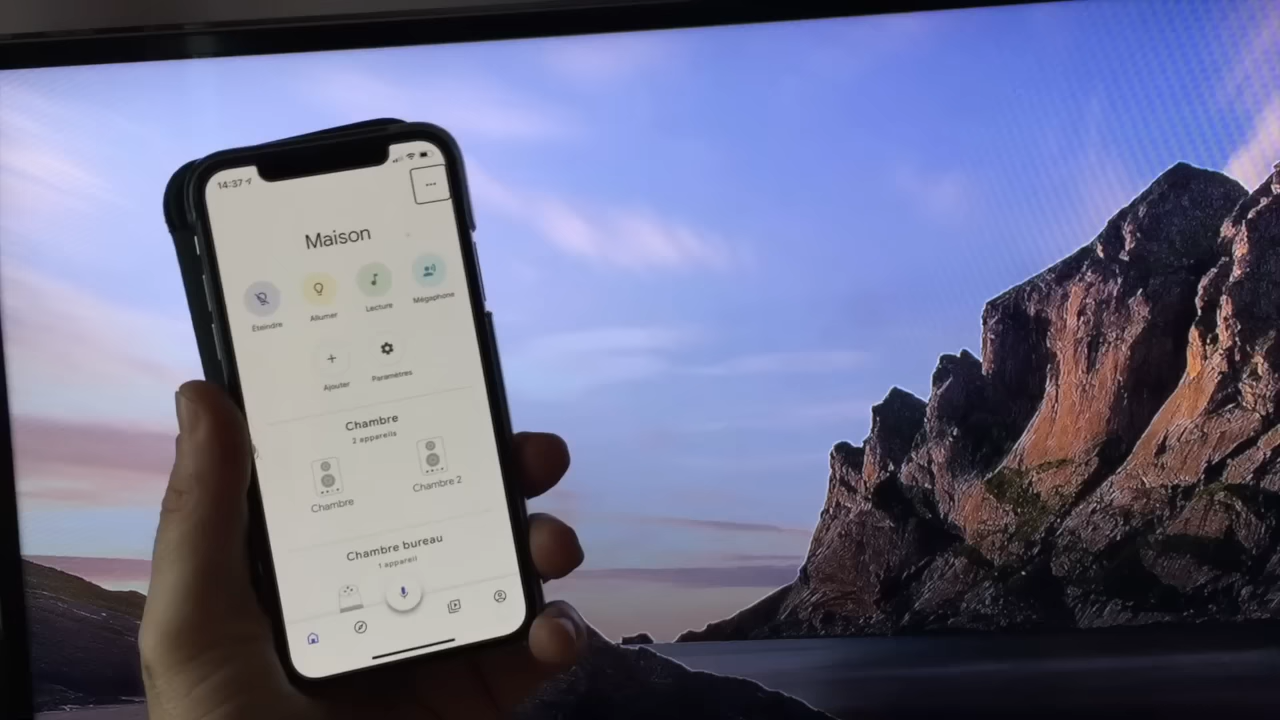 14:37
Maison
Éteindre
Allumer
Lecture
Mégaphone
Ajouter
Paramètres
Chambre
2 appareils
Chambre
Chambre 2
Chambre bureau
1 appareil